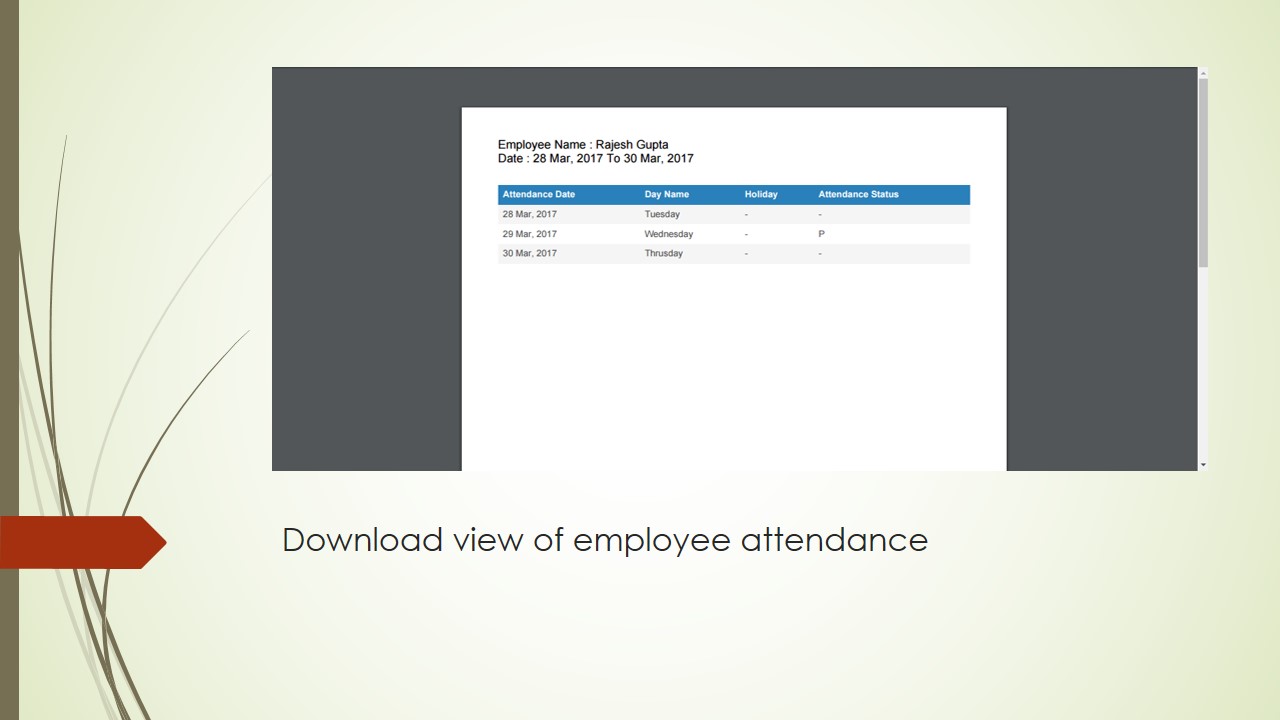 Employee Name : Rajesh Gupta
Date : 28 Mar, 2017 To 30 Mar, 2017
Attendance Date Day Name Holiday Attendance Status
28 Mar, 2017 Tuesday - -
29 Mar, 2017 Wednesday - P
30 Mar, 2017 Thrusday - -
Download view of employee attendance